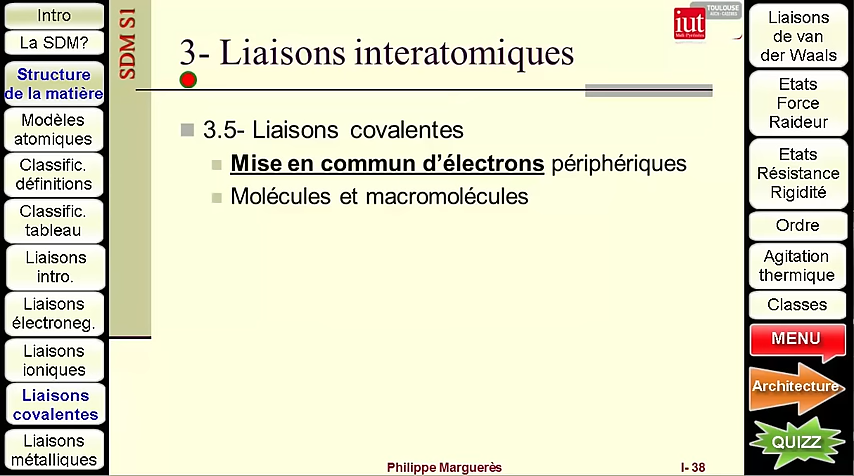 Intro
La SDM?
Structure
de la matière
Modèles
atomiques
Classific.
définitions
Classific.
tableau
Liaisons
intro.
Liaisons
électroneg.
Liaisons
ioniques
Liaisons
covalentes
Liaisons
métalliques
SDM S1
3- Liaisons interatomiques
iut
Midi Pyrénées
TOULOUSE
3.5- Liaisons covalentes
Mise en commun d’électrons périphériques
Molécules et macromolécules
Philippe Marguerès
I- 38
Liaisons
de van
der Waals
Etats
Force
Raideur
Etats
Résistance
Rigidité
Ordre
Agitation
thermique
Classes
MENU
Architecture
QUIZZ